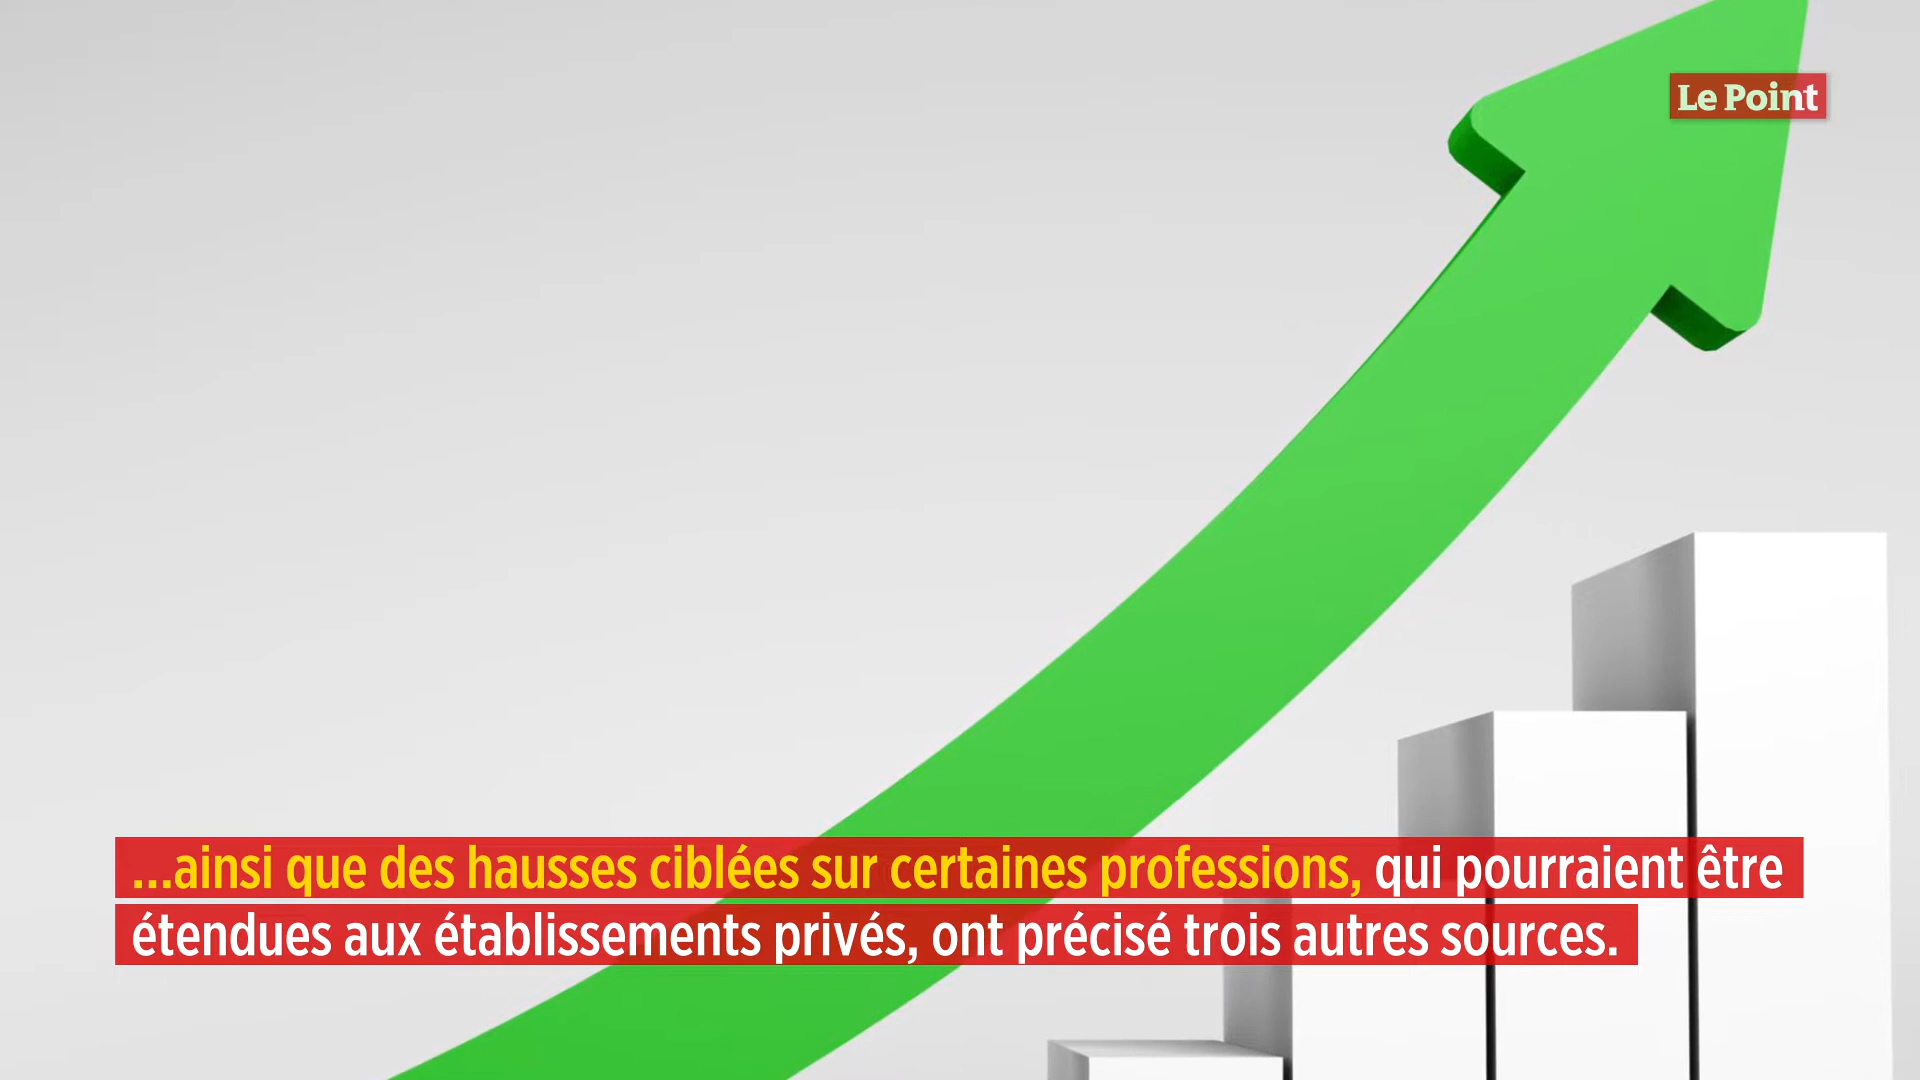 Le Point
...ainsi que des hausses ciblées sur certaines professions, qui pourraient être
étendues aux établissements privés, ont précisé trois autres sources.